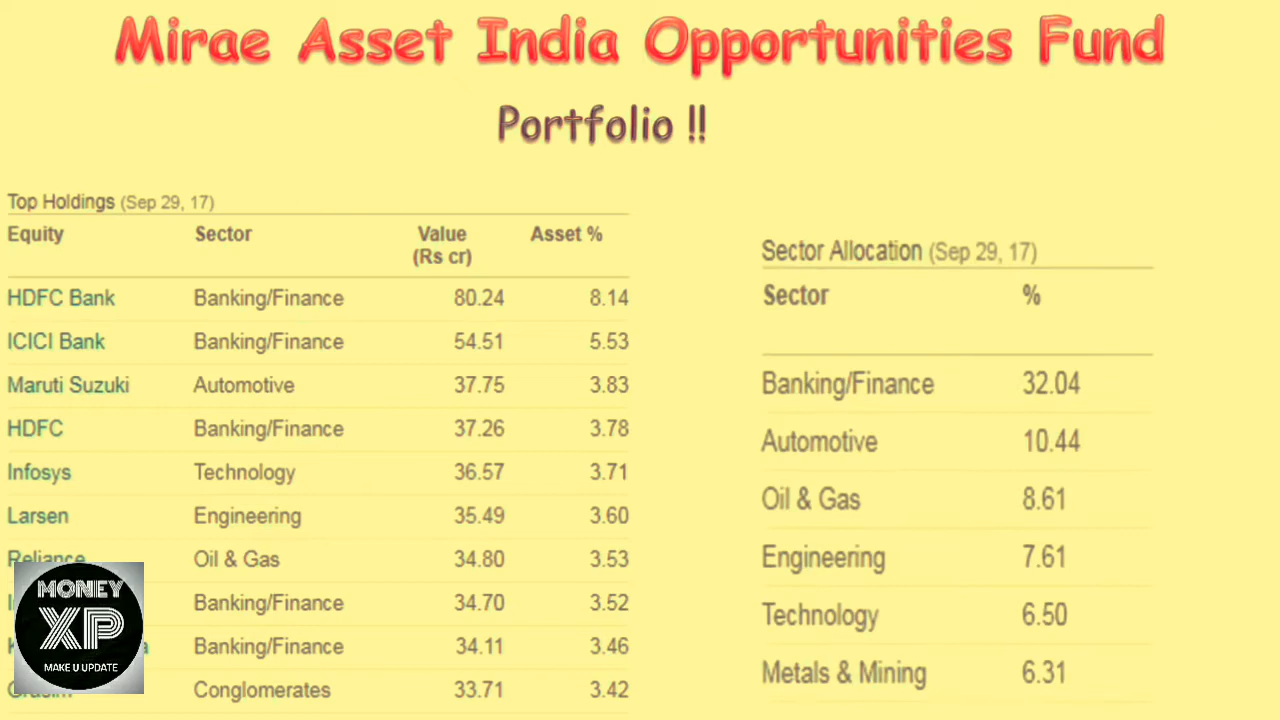 Mirae Asset India Opportunities Fund
Portfolio !!
Top Holdings (Sep 29, 17)
Equity Sector Value (Rs cr) Asset %
HDFC Bank Banking/Finance 80.24 8.14
ICICI Bank Banking/Finance 54.51 5.53
Maruti Suzuki Automotive 37.75 3.83
HDFC Banking/Finance 37.26 3.78
Infosys Technology 36.57 3.71
Larsen Engineering 35.49 3.60
Reliance Oil & Gas 34.80 3.53
Banking/Finance 34.70 3.52
Banking/Finance 34.11 3.46
Grasim Conglomerates 33.71 3.42
Sector Allocation (Sep 29, 17)
Sector %
Banking/Finance 32.04
Automotive 10.44
Oil & Gas 8.61
Engineering 7.61
Technology 6.50
Metals & Mining 6.31
MONEY
XP
MAKE U UPDATE